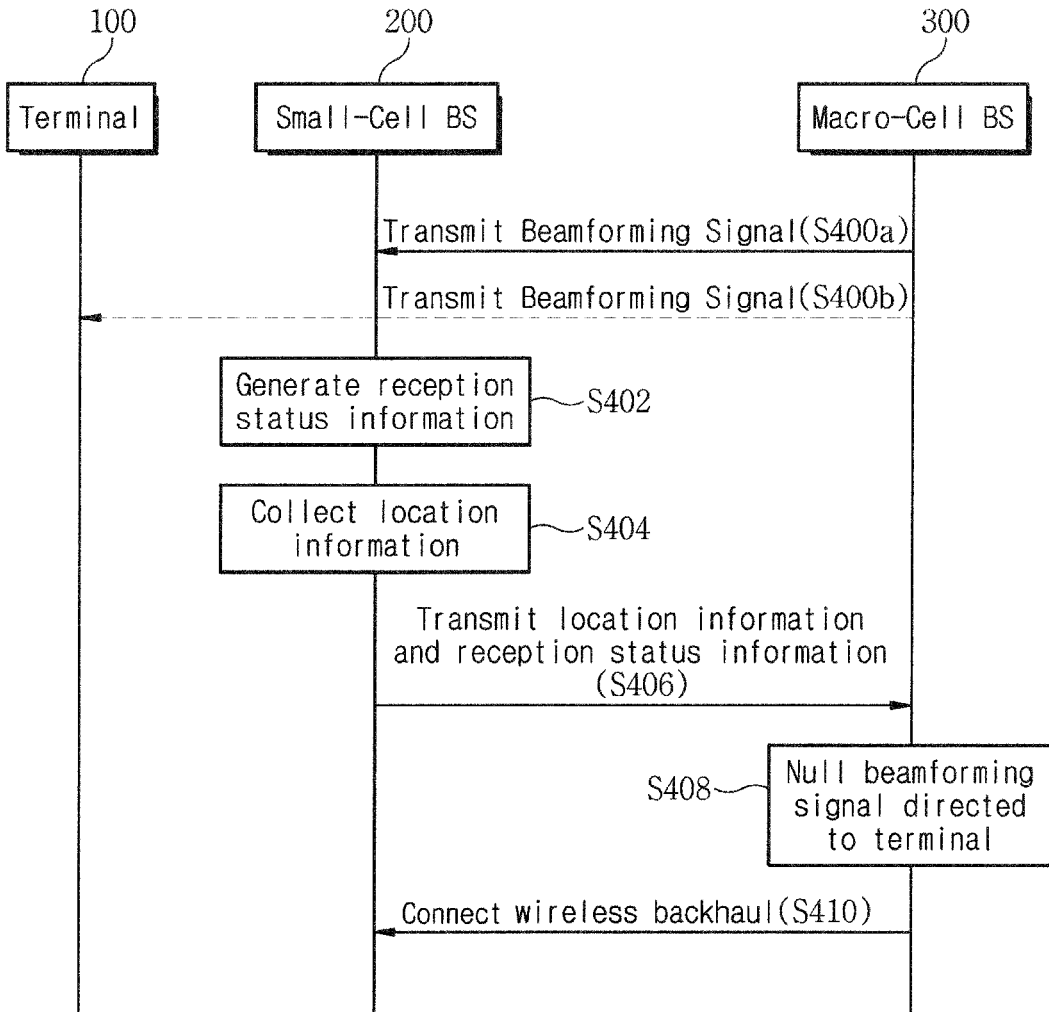 100
200
300
Terminal
Small-Cell BS
Macro-Cell BS
Transmit Beamforming Signal(S400a)
Transmit Beamforming Signal(S400b)
Generate reception
status information
S402
Collect location
information
S404
Transmit location information
and reception status information
(S406)
S408
Null beamforming
signal directed
to terminal
Connect wireless backhaul(S410)